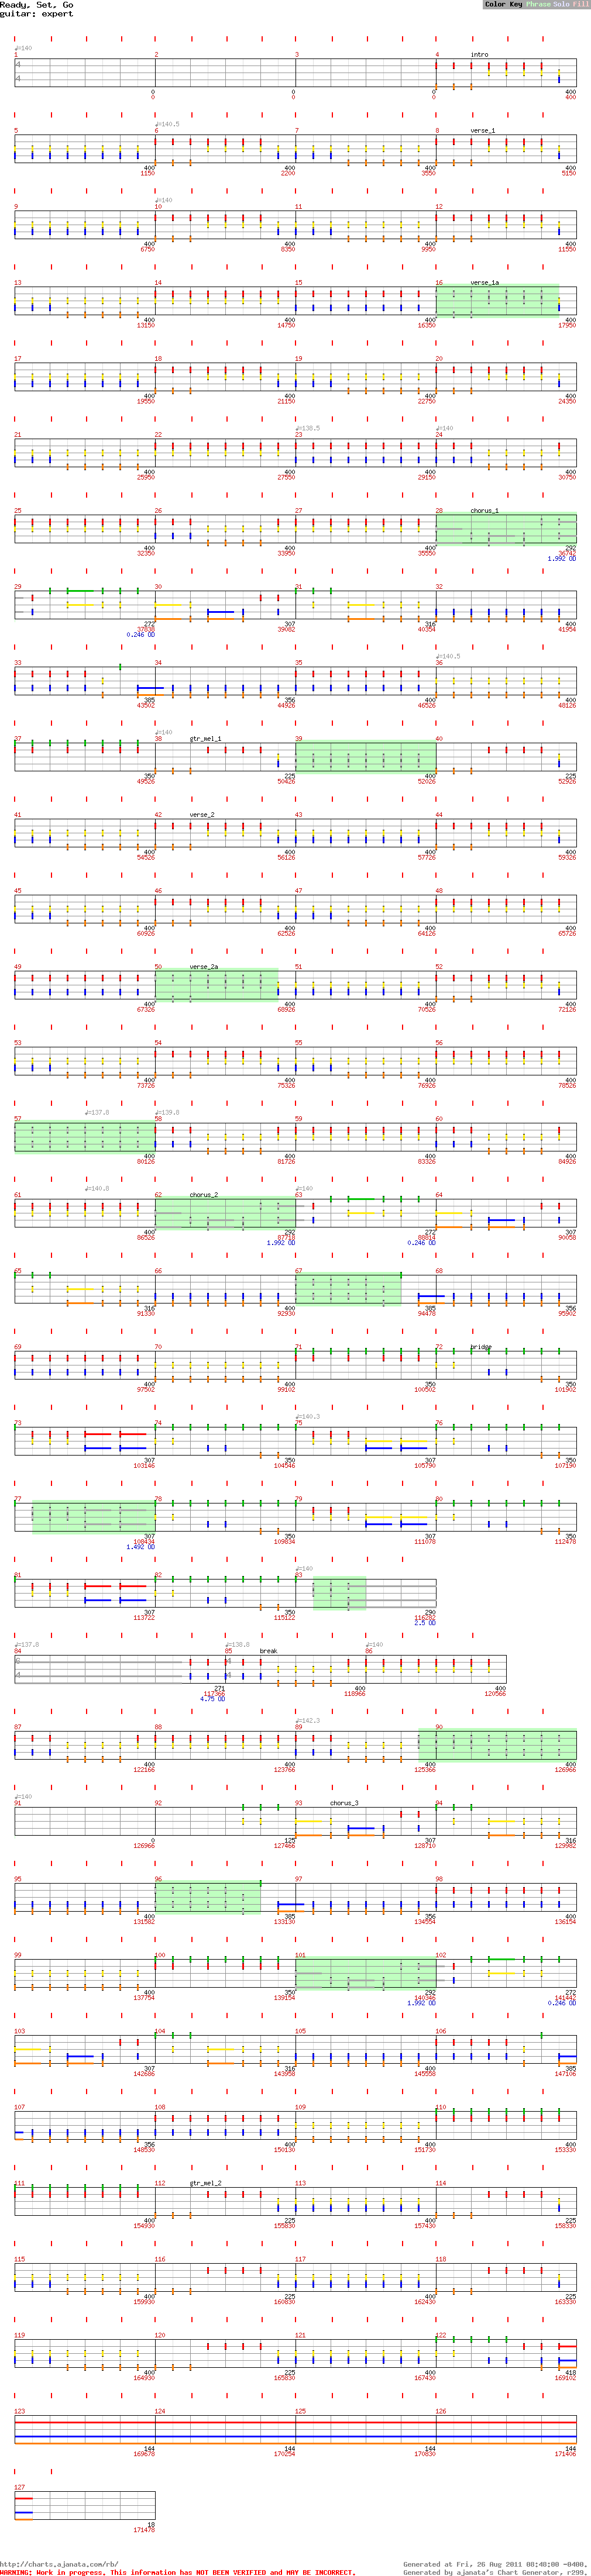 Ready, Set, Go
guitar: expert
Color Key Phrase Solo Fill
♩=140
1 2 3 4 intro
4
4
0 0 0 400
0 0 0 400
♩=140.5
5 6 7 8 verse_1
400 400 400 400
1150 2200 3550 5150
♩=140
9 10 11 12
400 400 400 400
6750 8350 9950 11550
13 14 15 16 verse_1a
400 400 400 400
13150 14750 16350 17950
17 18 19 20
400 400 400 400
19550 21150 22750 24350
♩=138.5 ♩=140
21 22 23 24
400 400 400 400
25950 27550 29150 30750
25 26 27 28 chorus_1
400 400 400 292
32350 33950 35550 36742
1.992 OD
29 30 31 32
272 307 316 400
37838 39082 40354 41954
0.246 OD
♩=140.5
33 34 35 36
385 356 400 400
43502 44926 46526 48126
♩=140
37 38 gtr_mel_1 39 40
350 225 400 225
49526 50426 52026 52926
41 42 verse_2 43 44
400 400 400 400
54526 56126 57726 59326
45 46 47 48
400 400 400 400
60926 62526 64126 65726
49 50 verse_2a 51 52
400 400 400 400
67326 68926 70526 72126
53 54 55 56
400 400 400 400
73726 75326 76926 78526
♩=137.8 ♩=139.8
57 58 59 60
400 400 400 400
80126 81726 83326 84926
♩=140.8 ♩=140
61 62 chorus_2 63 64
400 292 272 307
86526 87718 88814 90058
1.992 OD 0.246 OD
65 66 67 68
316 400 385 356
91330 92930 94478 95902
69 70 71 72 bridge
400 400 350 350
97502 99102 100502 101902
♩=140.3
73 74 75 76
307 350 307 350
103146 104546 105790 107190
77 78 79 80
307 350 307 350
108434 109834 111078 112478
1.492 OD
♩=140
81 82 83
307 350 290
113722 115122 116282
2.5 OD
♩=137.8 ♩=138.8 ♩=140
84 85 break 86
6 4
4 4
271 400 400
117366 118966 120566
4.75 OD
♩=142.3
87 88 89 90
400 400 400 400
122166 123766 125366 126966
♩=140
91 92 93 chorus_3 94
0 125 307 316
126966 127466 128710 129982
95 96 97 98
400 385 356 400
131582 133130 134554 136154
99 100 101 102
400 350 292 272
137754 139154 140346 141442
1.992 OD 0.246 OD
103 104 105 106
307 316 400 385
142686 143958 145558 147106
107 108 109 110
356 400 400 400
148530 150130 151730 153330
111 112 gtr_mel_2 113 114
400 225 400 225
154930 155830 157430 158330
115 116 117 118
400 225 400 225
159930 160830 162430 163330
119 120 121 122
400 225 400 418
164930 165830 167430 169102
123 124 125 126
144 144 144 144
169678 170254 170830 171406
127
18
171478
http://charts.ajanata.com/rb/
Generated at Fri, 26 Aug 2011 08:48:08 -0400.
WARNING: Work in progress. This information has NOT BEEN VERIFIED and MAY BE INCORRECT.
Generated by ajanata's Chart Generator, r299.